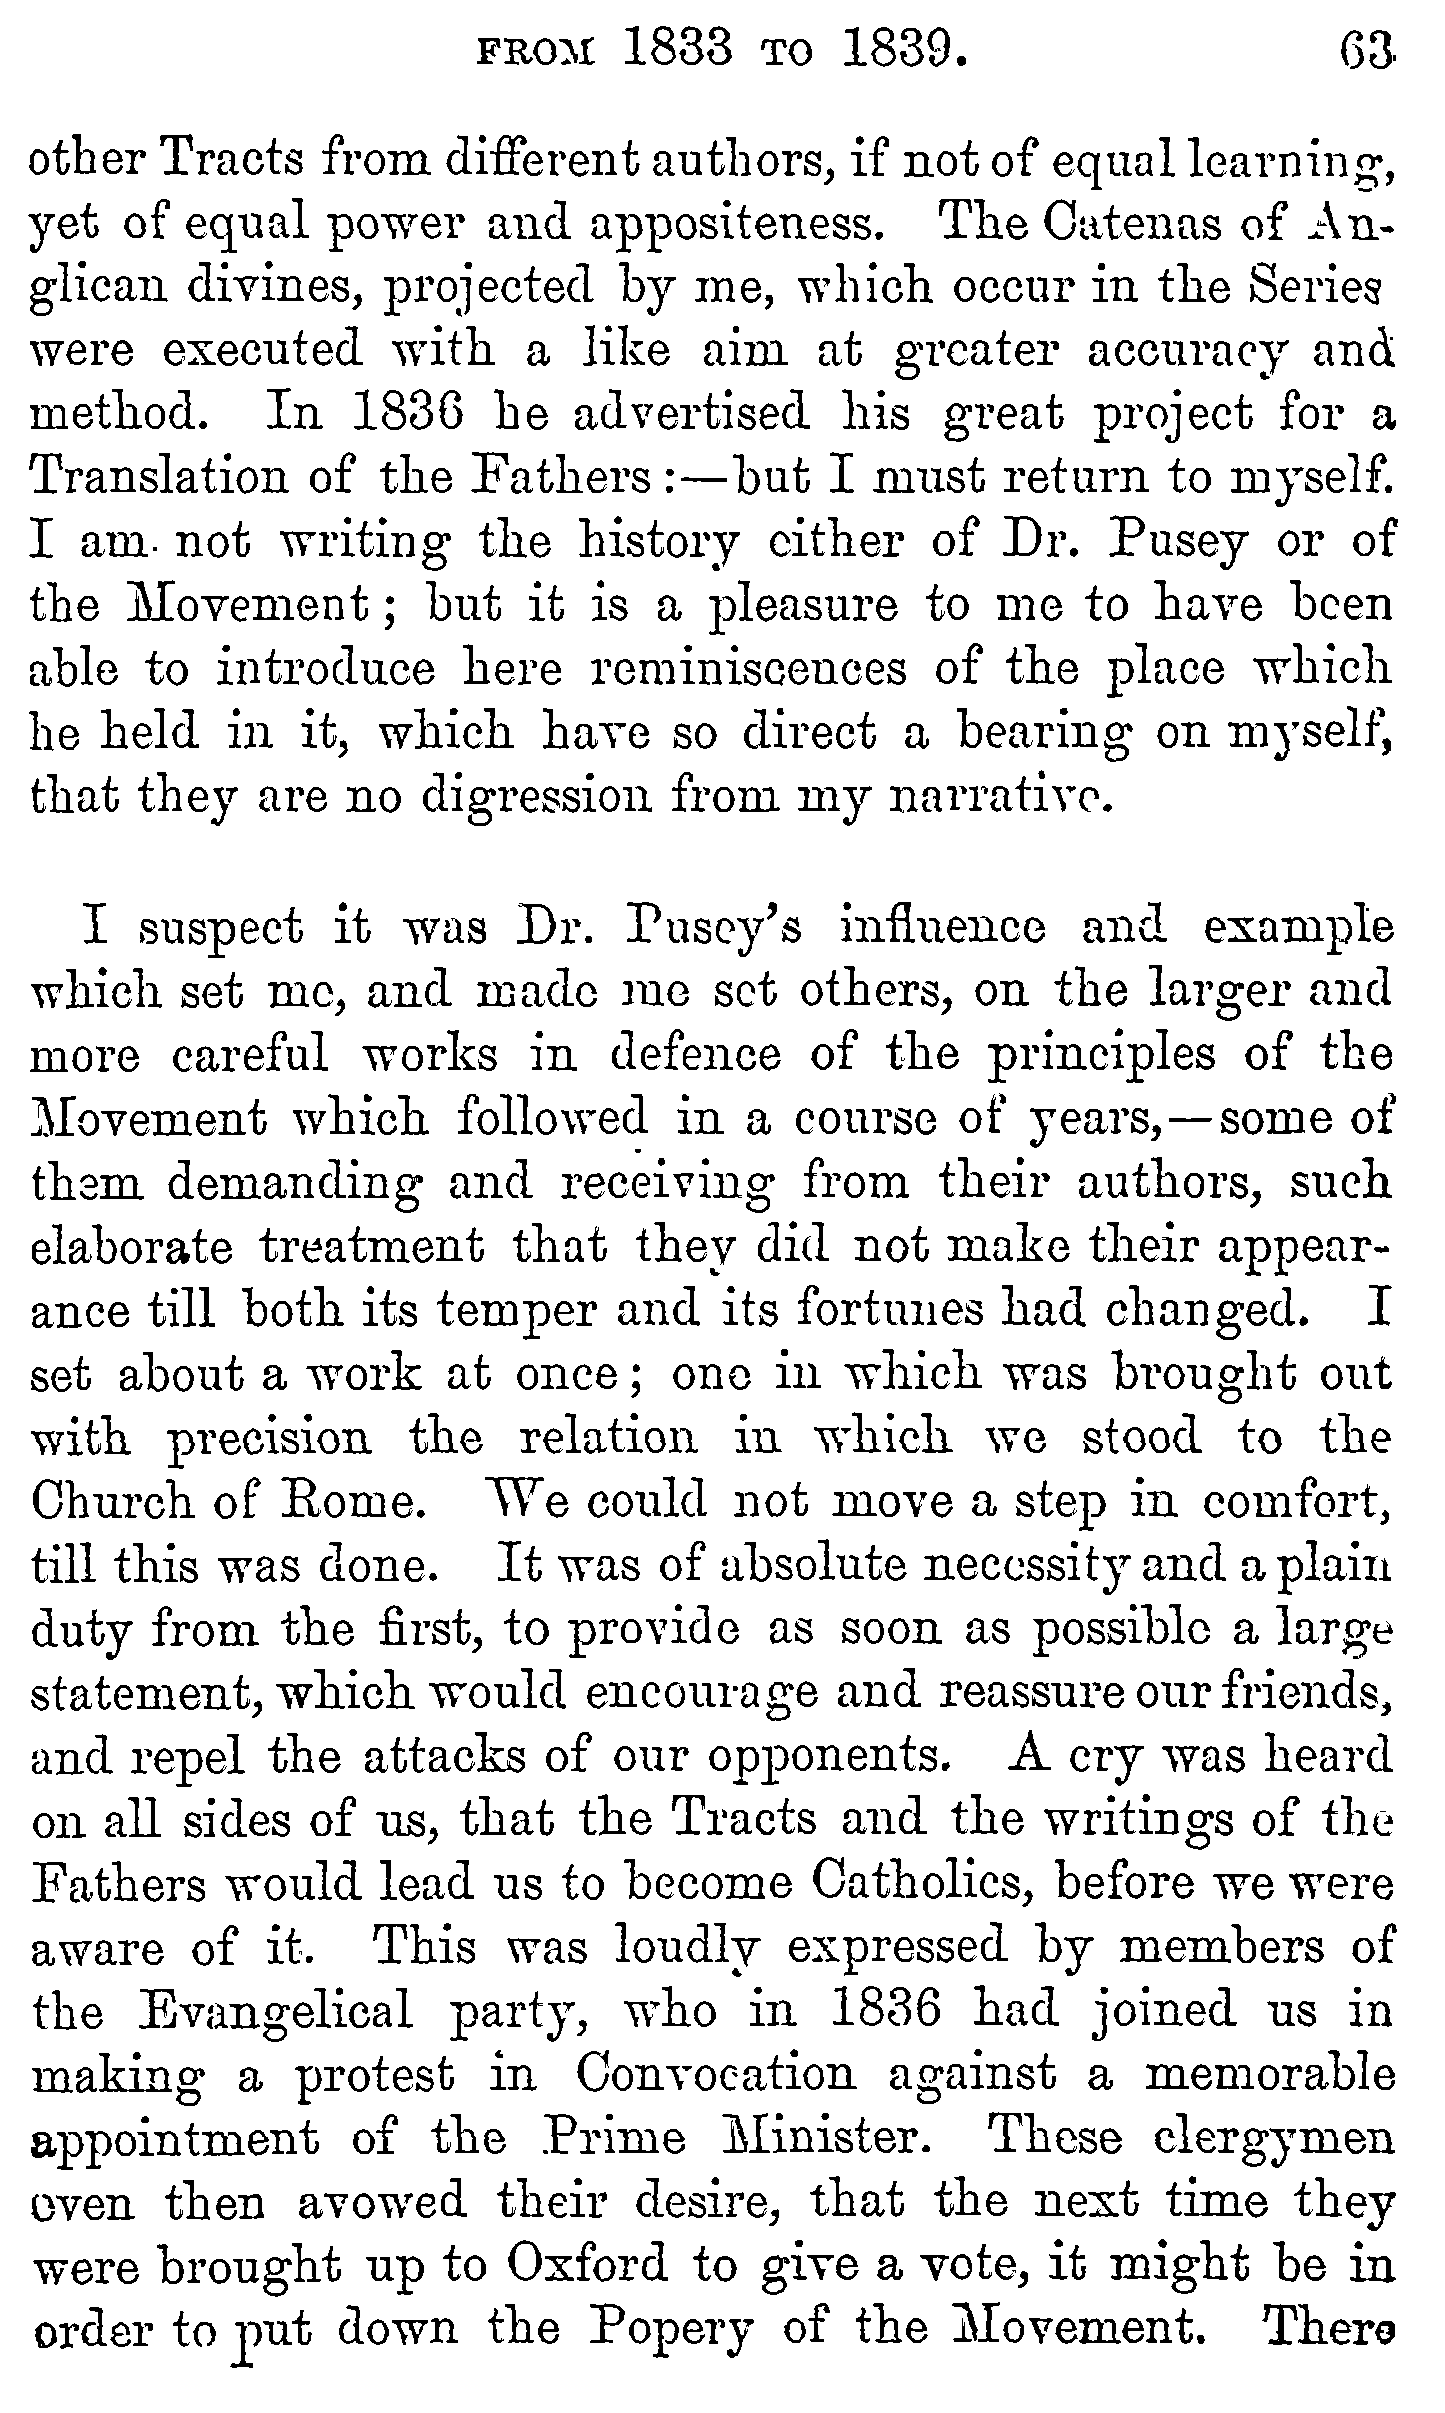 FROM 1833 TO 1839. 63
other Tracts from different authors, if not of equal learning,
yet of equal power and appositeness. The Catenas of An-
glican divines, projected by me, which occur in the Series
were executed with a like aim at greater accuracy and
method. In 1836 he advertised his great project for a
Translation of the Fathers :—but I must return to myself.
I am not writing the history either of Dr. Pusey or of
the Movement ; but it is a pleasure to me to have been
able to introduce here reminiscences of the place which
he held in it, which have so direct a bearing on myself,
that they are no digression from my narrative.
I suspect it was Dr. Pusey's influence and example
which set me, and made me set others, on the larger and
more careful works in defence of the principles of the
Movement which followed in a course of years,—some of
them demanding and receiving from their authors, such
elaborate treatment that they did not make their appear-
ance till both its temper and its fortunes had changed. I
set about a work at once ; one in which was brought out
with precision the relation in which we stood to the
Church of Rome. We could not move a step in comfort,
till this was done. It was of absolute necessity and a plain
duty from the first, to provide as soon as possible a large
statement, which would encourage and reassure our friends,
and repel the attacks of our opponents. A cry was heard
on all sides of us, that the Tracts and the writings of the
Fathers would lead us to become Catholics, before we were
aware of it. This was loudly expressed by members of
the Evangelical party, who in 1836 had joined us in
making a protest in Convocation against a memorable
appointment of the Prime Minister. These clergymen
even then avowed their desire, that the next time they
were brought up to Oxford to give a vote, it might be in
order to put down the Popery of the Movement. There